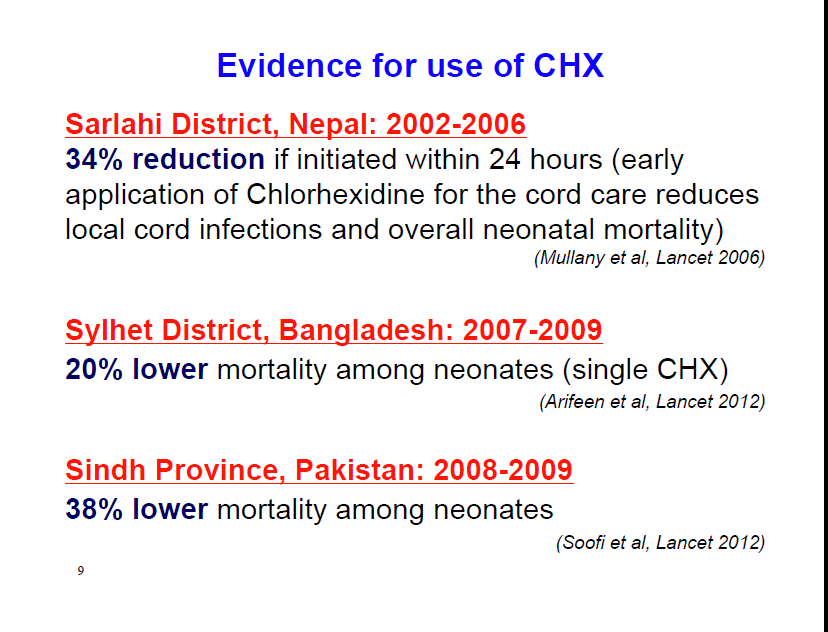 Evidence for use of CHX
Sarlahi District, Nepal: 2002-2006
34% reduction if initiated within 24 hours (early
application of Chlorhexidine for the cord care reduces
local cord infections and overall neonatal mortality)
(Mullany et al, Lancet 2006)
Sylhet District, Bangladesh: 2007-2009
20% lower mortality among neonates (single CHX)
(Arifeen et al, Lancet 2012)
Sindh Province, Pakistan: 2008-2009
38% lower mortality among neonates
(Soofi et al, Lancet 2012)
9